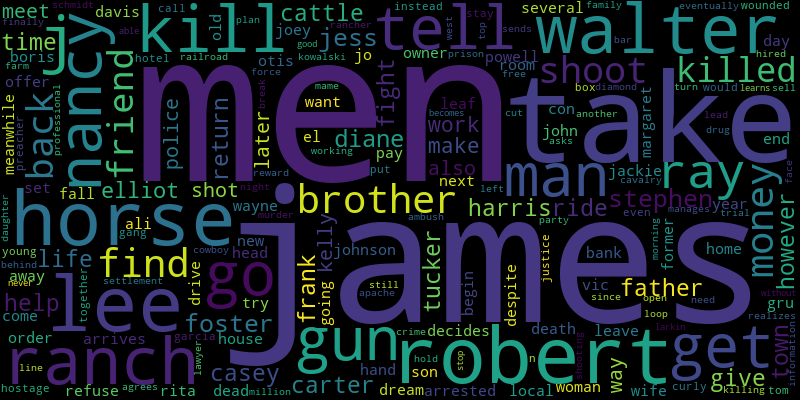 meet davis kill cattle call tell west walter several family wounded
time boris old plan joey stay top jess hotel rancher sends bar eventually day
schmidt finally able good otis jo owner powell prison room shoot hired killed
farm railroad kowalski force instead men take free box diamond turn would learns sell
j nancy friend police return reward later mame want break becomes fight leaf cut con another drug lead
meanwhile preacher back professional offer el working diane pay work make john asks margaret ray end
set elliot shot put also man jackie cavalry
daughter horse fall wayne night brother next left harris ride stephen manages year face
ali gang murder kelly ambush even party trial money however
young life new head johnson tucker bank former morning home
behind away find cowboy frank going still apache begin despite justice vic since father open gru without
never together settlement drive go james need
help lee try loop realizes town
come foster gun crime decides death leave larkin
order arrives garcia house robert shooting get information
ranch lawyer casey hand hold stop n local way wife curly give
line son woman killing tom
hostage refuse agrees rita dead million carter dream arrested